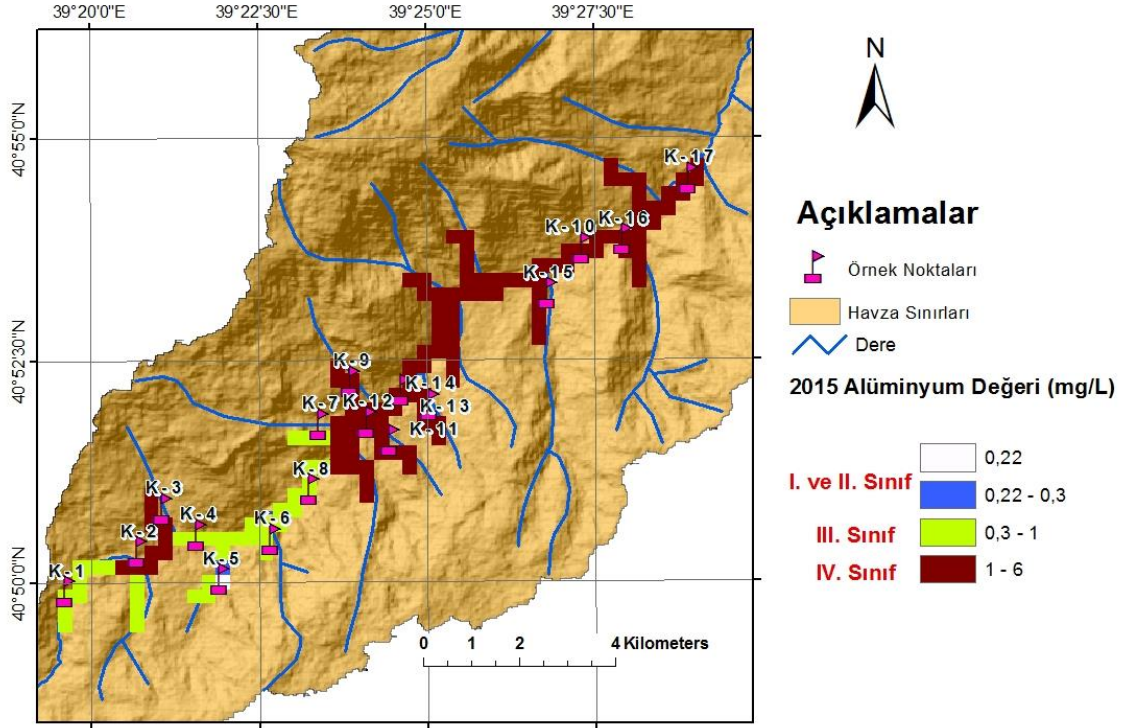 39°20'0"E 39°22'30"E 39°25'0"E 39°27'30"E
N
40°55'0"N
K-17
Açıklamalar
K-10 K-16
Örnek Noktaları
K-15
Havza Sınırları
Dere
40°52'30"N
K-9
2015 Alüminyum Değeri (mg/L)
K-14
K-7 K-12 K-13
K-11
I. ve II. Sınıf
0,22
0,22 - 0,3
K-8
K-3
III. Sınıf
0,3 - 1
K-4 K-6
K-2
IV. Sınıf
1 - 6
K-5
K-1
40°50'0"N
0 1 2 4 Kilometers